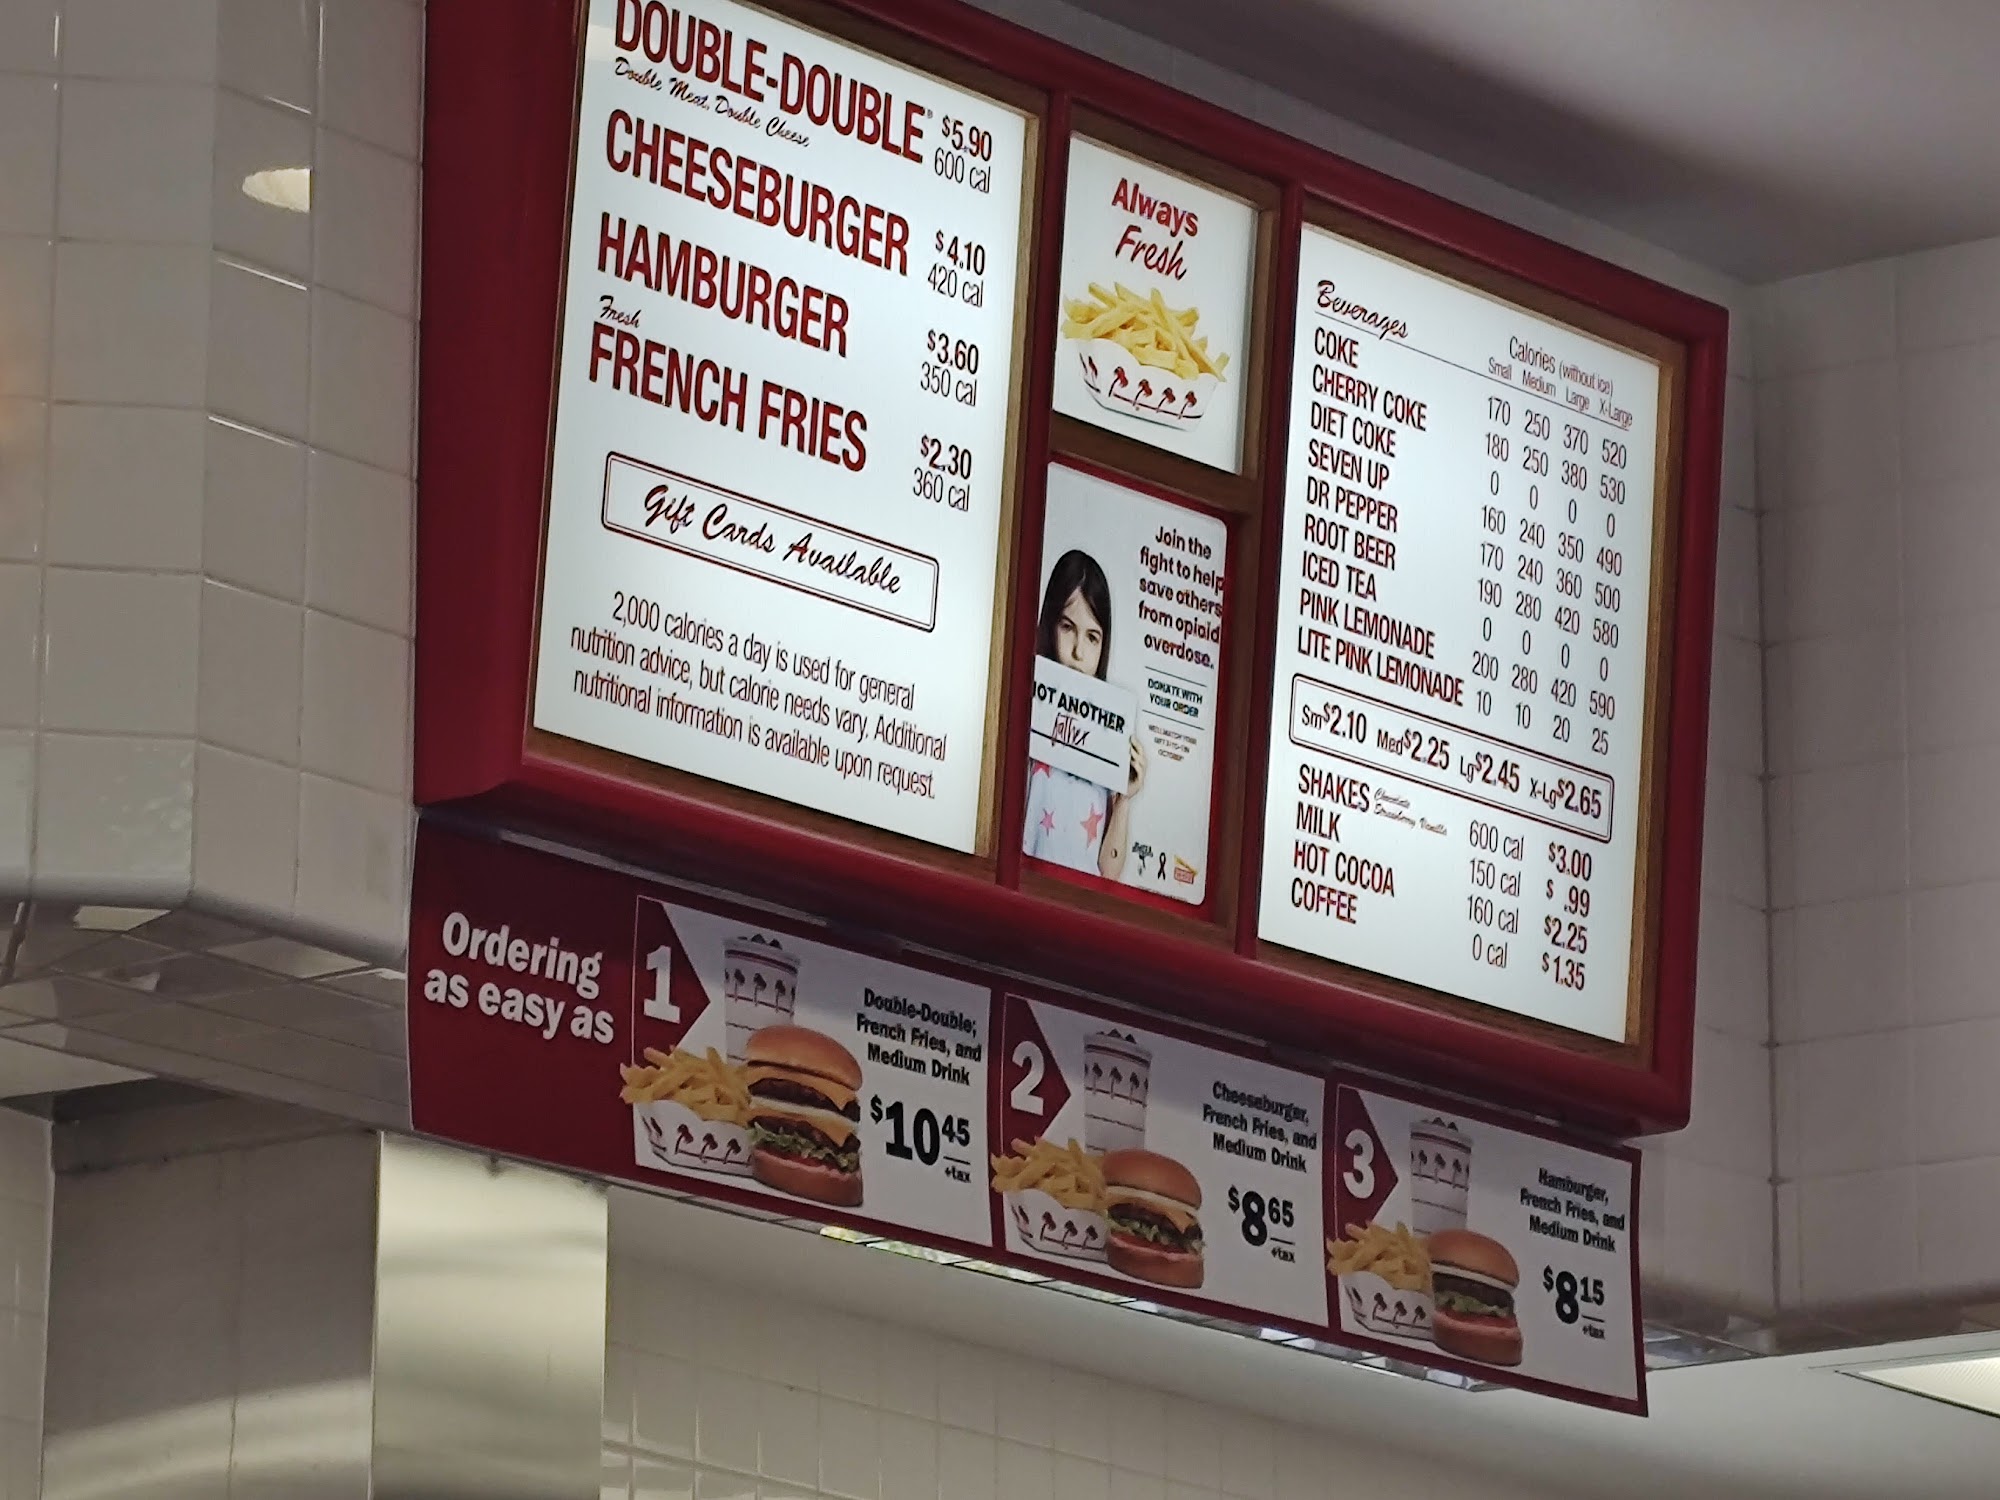 DOUBLE-DOUBLE® $5.90
Double Meat, Double Cheese 600 cal
CHEESEBURGER $4.10
420 cal
HAMBURGER $3.60
350 cal
Fresh
FRENCH FRIES $2.30
360 cal
Gift Cards Available
2,000 calories a day is used for general
nutrition advice, but calorie needs vary. Additional
nutritional information is available upon request.
Always
Fresh
Join the
fight to help
save others
from opioid
overdose.
DONATE WITH
YOUR ORDER
OT ANOTHER
Beverages Calories (without ice)
Small Medium Large X-Large
COKE 170 250 370 520
CHERRY COKE 180 250 380 530
DIET COKE 0 0 0 0
SEVEN UP 160 240 350 490
DR PEPPER 170 240 360 500
ROOT BEER 190 280 420 580
ICED TEA 0 0 0 0
PINK LEMONADE 200 280 420 590
LITE PINK LEMONADE 10 10 20 25
Sm$2.10 Med$2.25 Lg$2.45 X-Lg$2.65
SHAKES Chocolate
Strawberry Vanilla 600 cal $3.00
MILK 150 cal $ .99
HOT COCOA 160 cal $2.25
COFFEE 0 cal $1.35
Ordering
as easy as
1
Double-Double,
French Fries, and
Medium Drink
$10 45
+tax
2
Cheeseburger,
French Fries, and
Medium Drink
$8 65
+tax
3
Hamburger,
French Fries, and
Medium Drink
$8 15
+tax